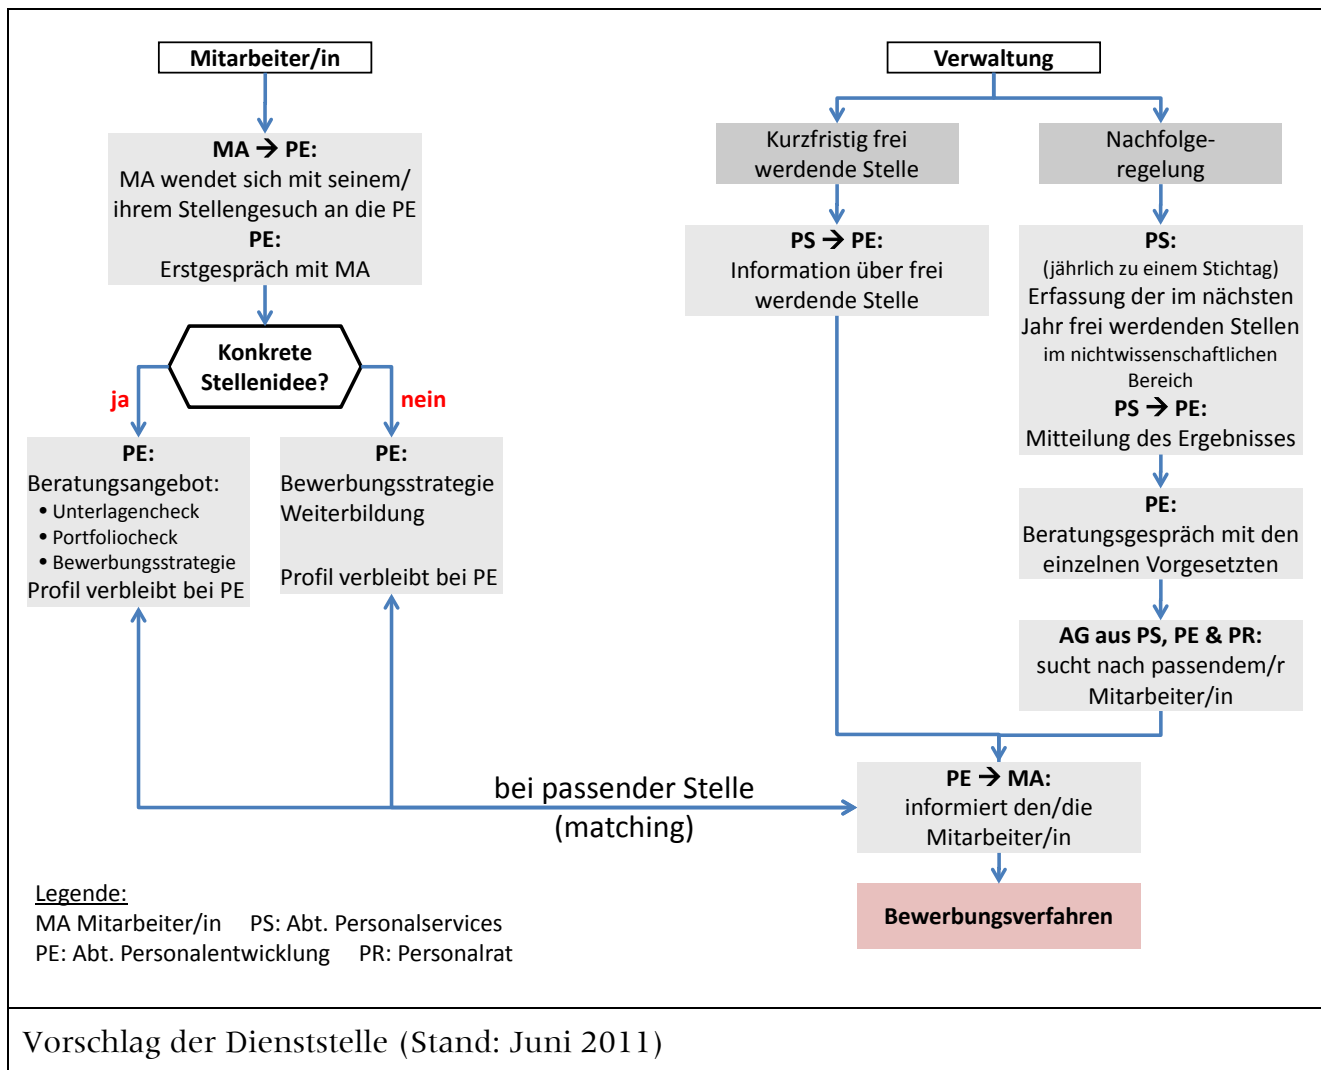 Mitarbeiter/in
MA → PE:
MA wendet sich mit seinem/
ihrem Stellengesuch an die PE
PE:
Erstgespräch mit MA
Konkrete
Stellenidee?
ja
nein
PE:
Beratungsangebot:
• Unterlagencheck
• Portfoliocheck
• Bewerbungsstrategie
Profil verbleibt bei PE
PE:
Bewerbungsstrategie
Weiterbildung
Profil verbleibt bei PE
Verwaltung
Kurzfristig frei
werdende Stelle
PS → PE:
Information über frei
werdende Stelle
Nachfolge-
regelung
PS:
(jährlich zu einem Stichtag)
Erfassung der im nächsten
Jahr frei werdenden Stellen
im nichtwissenschaftlichen
Bereich
PS → PE:
Mitteilung des Ergebnisses
PE:
Beratungsgespräch mit den
einzelnen Vorgesetzten
AG aus PS, PE & PR:
sucht nach passendem/r
Mitarbeiter/in
bei passender Stelle
(matching)
PE → MA:
informiert den/die
Mitarbeiter/in
Bewerbungsverfahren
Legende:
MA Mitarbeiter/in PS: Abt. Personalservices
PE: Abt. Personalentwicklung PR: Personalrat
Vorschlag der Dienststelle (Stand: Juni 2011)